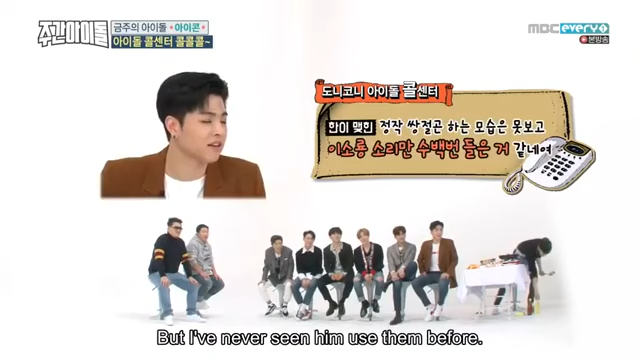 주간아이돌
금주의 아이돌 • 아이콘 •
아이돌 콜센터 콜콜콜~
MBC every1
본방송
도니코니 아이돌 콜센터
한이 맺힌 정작 쌍절곤 하는 모습은 못보고
이소룡 소리만 수백번 들은 거 같네여
But I've never seen him use them before.